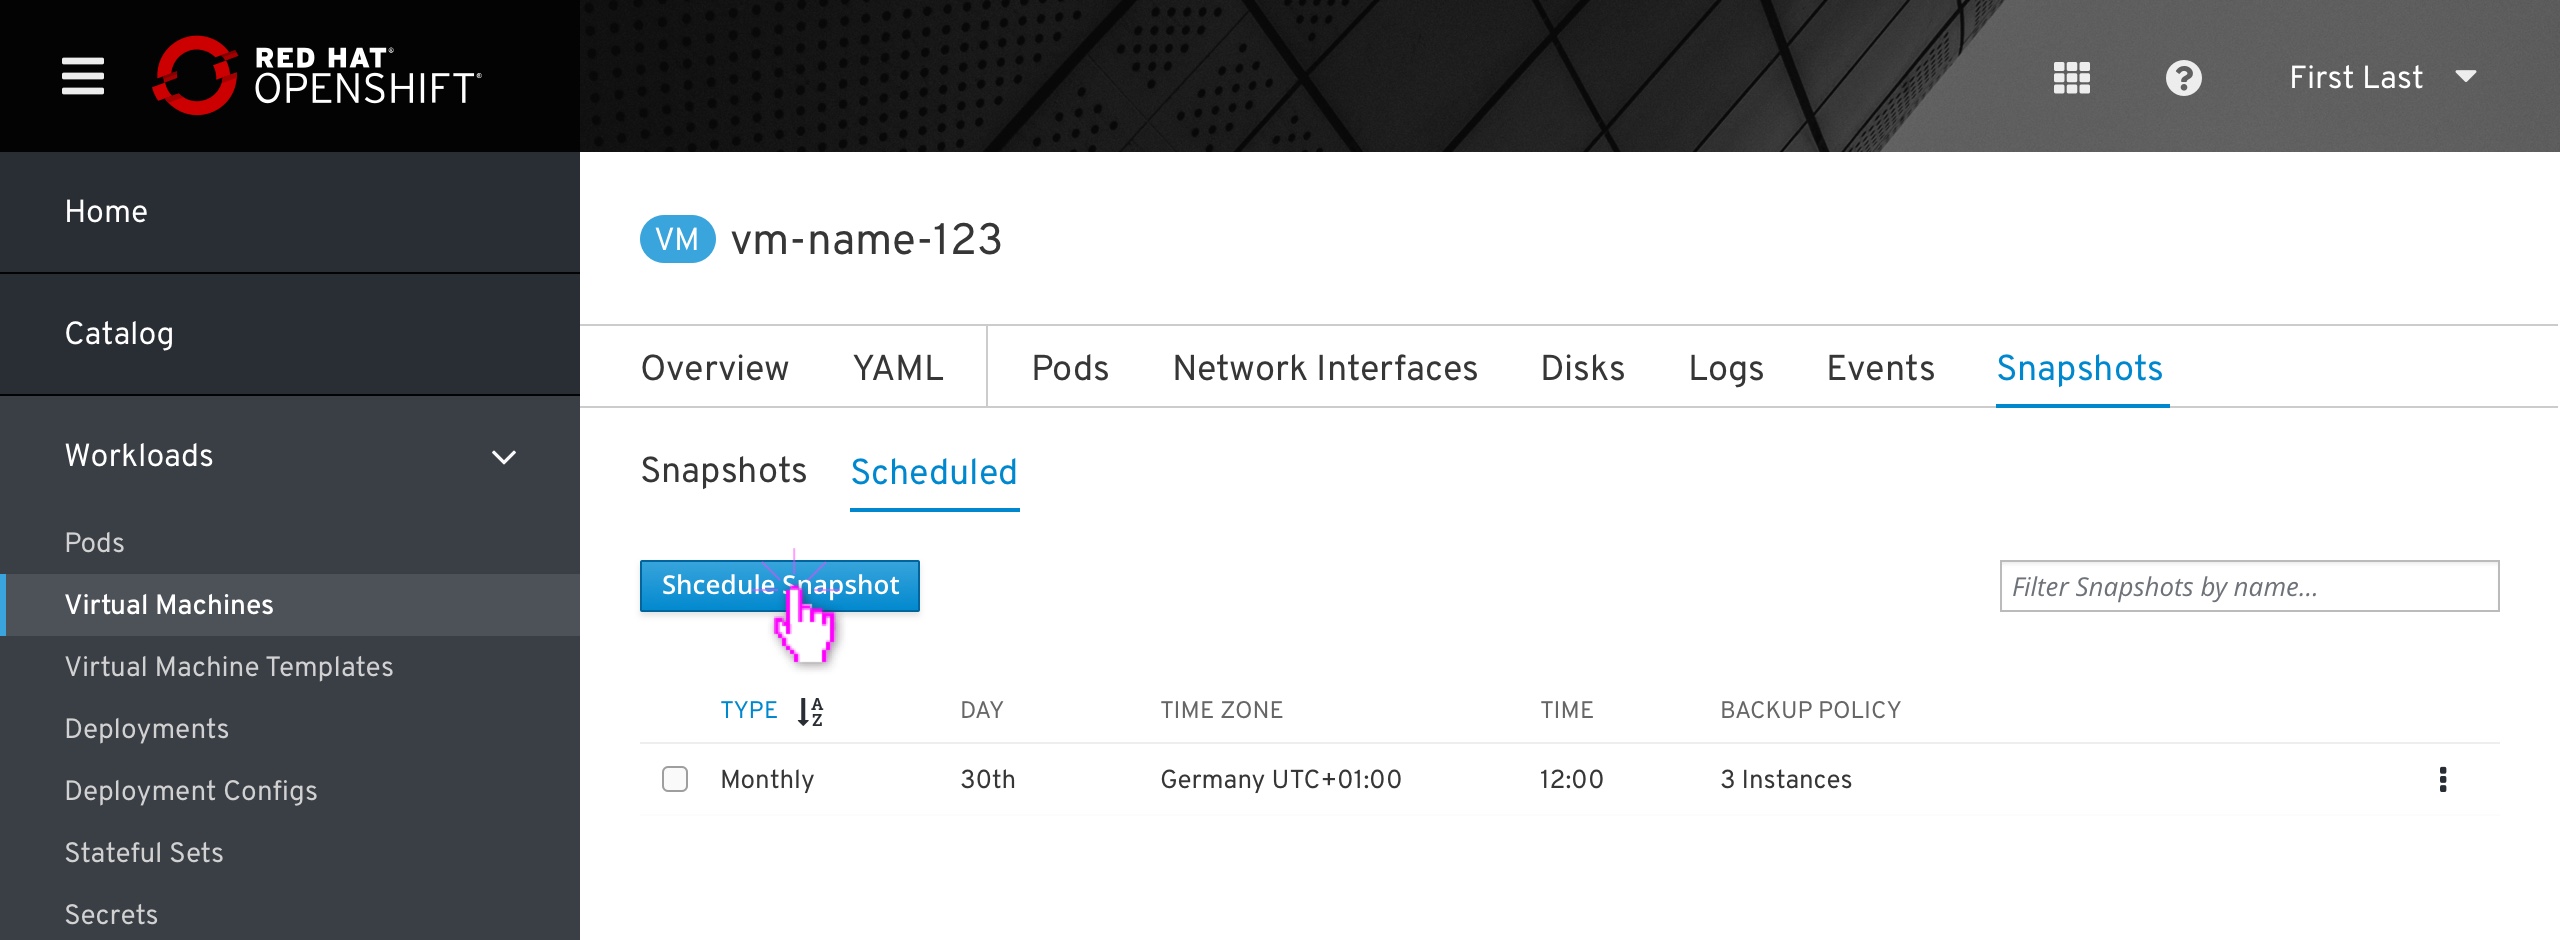 RED HAT®
OPENSHIFT®
First Last
Home
Catalog
Workloads
Pods
Virtual Machines
Virtual Machine Templates
Deployments
Deployment Configs
Stateful Sets
Secrets
VM vm-name-123
Overview YAML Pods Network Interfaces Disks Logs Events Snapshots
Snapshots Scheduled
Shcedule Snapshot
Filter Snapshots by name...
TYPE AZ DAY TIME ZONE TIME BACKUP POLICY
Monthly 30th Germany UTC+01:00 12:00 3 Instances